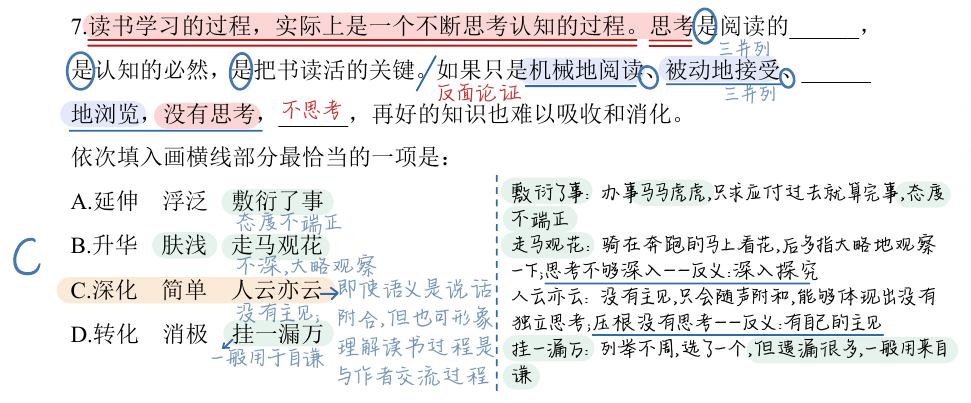 7.读书学习的过程，实际上是一个不断思考认知的过程。思考是阅读的______，
三并列
是认知的必然，是把书读活的关键。如果只是机械地阅读、被动地接受、______
反面论证
三并列
地浏览，没有思考，______，再好的知识也难以吸收和消化。
不思考
依次填入画横线部分最恰当的一项是：
A.延伸 浮泛 敷衍了事
态度不端正
B.升华 肤浅 走马观花
不深,大略观察
C
C.深化 简单 人云亦云→即使语义是说话
没有主见;
附合,但也可形象
D.转化 消极 挂一漏万
理解读书过程是
一般用于自谦
与作者交流过程
敷衍了事：办事马马虎虎,只求应付过去就算完事,态度
不端正
走马观花：骑在奔跑的马上看花,后多指大略地观察
一下;思考不够深入——反义:深入探究
人云亦云：没有主见,只会随声附和,能够体现出没有
独立思考;压根没有思考——反义:有自己的主见
挂一漏万：列举不周,选了一个,但遗漏很多,一般用来自
谦